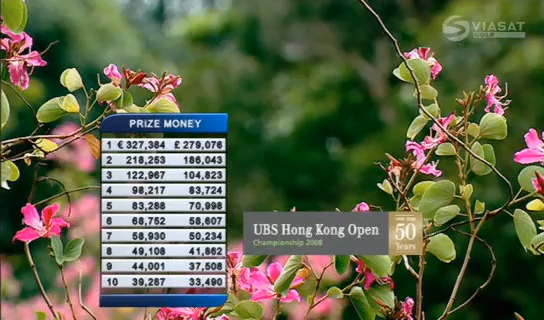 VIASAT
GOLF
PRIZE MONEY
1 € 327,384 £ 279,076
2 218,253 186,043
3 122,967 104,823
4 98,217 83,724
5 83,288 70,998
6 68,752 58,607
7 58,930 50,234
8 49,108 41,862
9 44,001 37,508
10 39,287 33,490
UBS Hong Kong Open
Championship 2008
50
Years